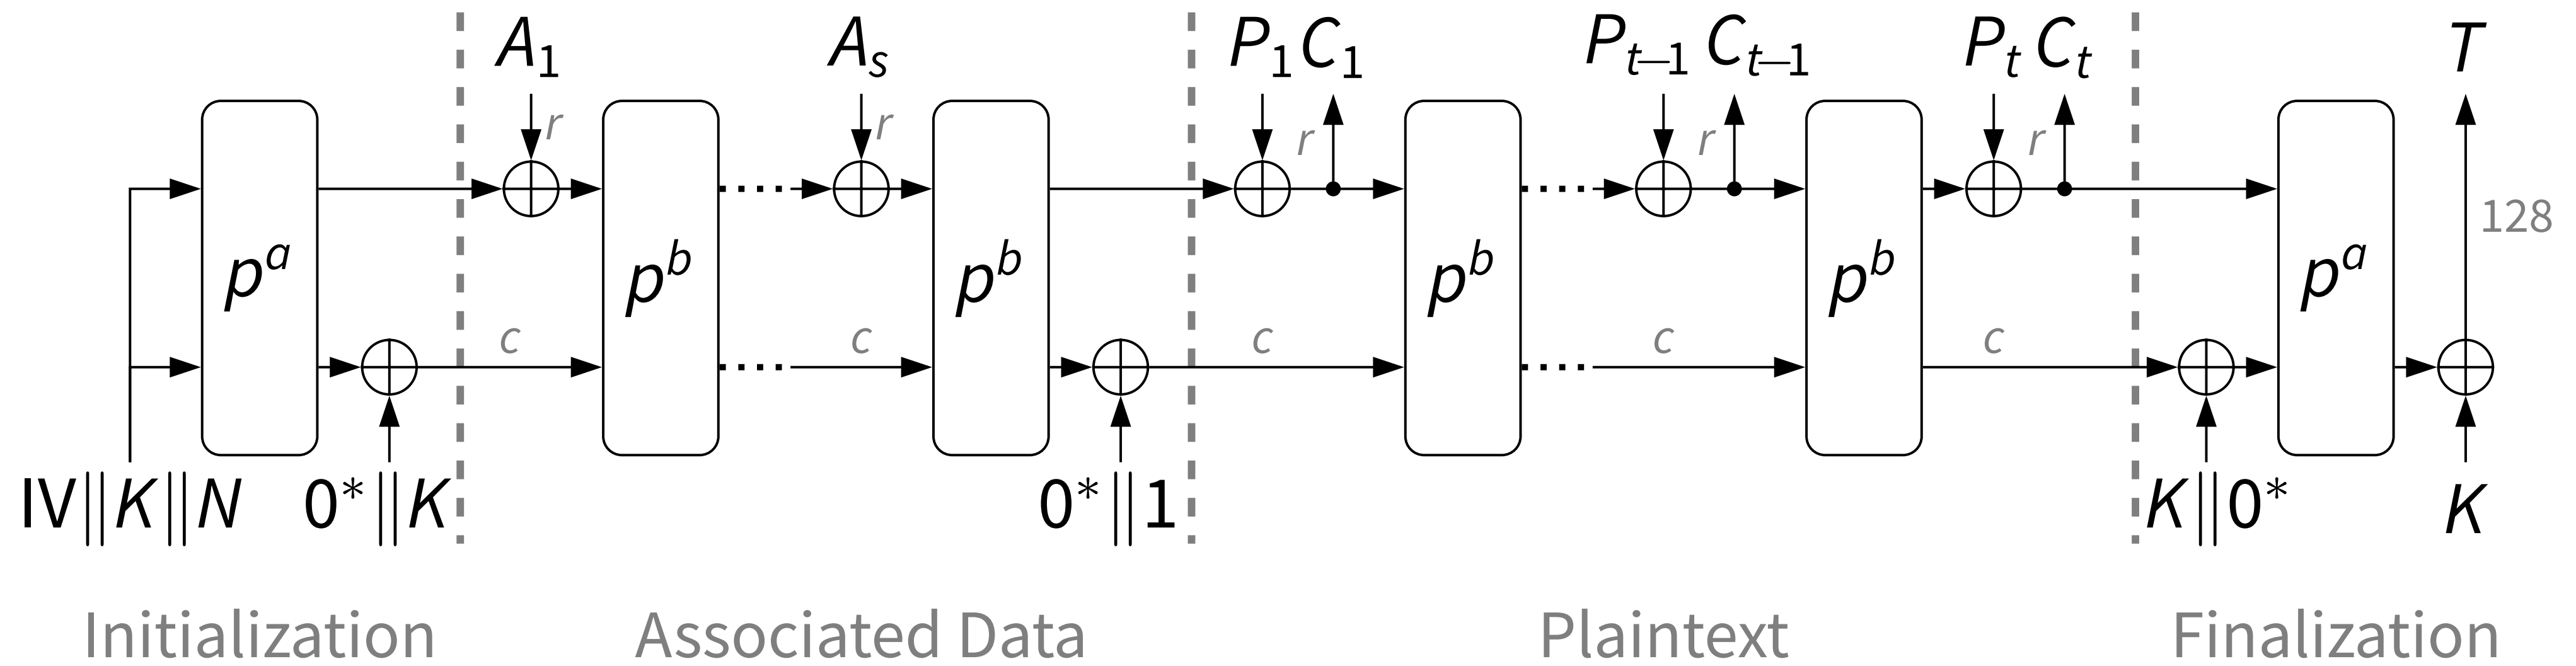 A₁ Aₛ P₁ C₁ Pₜ₋₁ Cₜ₋₁ Pₜ Cₜ T
r r r r r
128
pᵃ pᵇ pᵇ pᵇ pᵇ pᵃ
c c c c c
IV‖K‖N 0*‖K 0*‖1 K‖0* K
Initialization Associated Data Plaintext Finalization